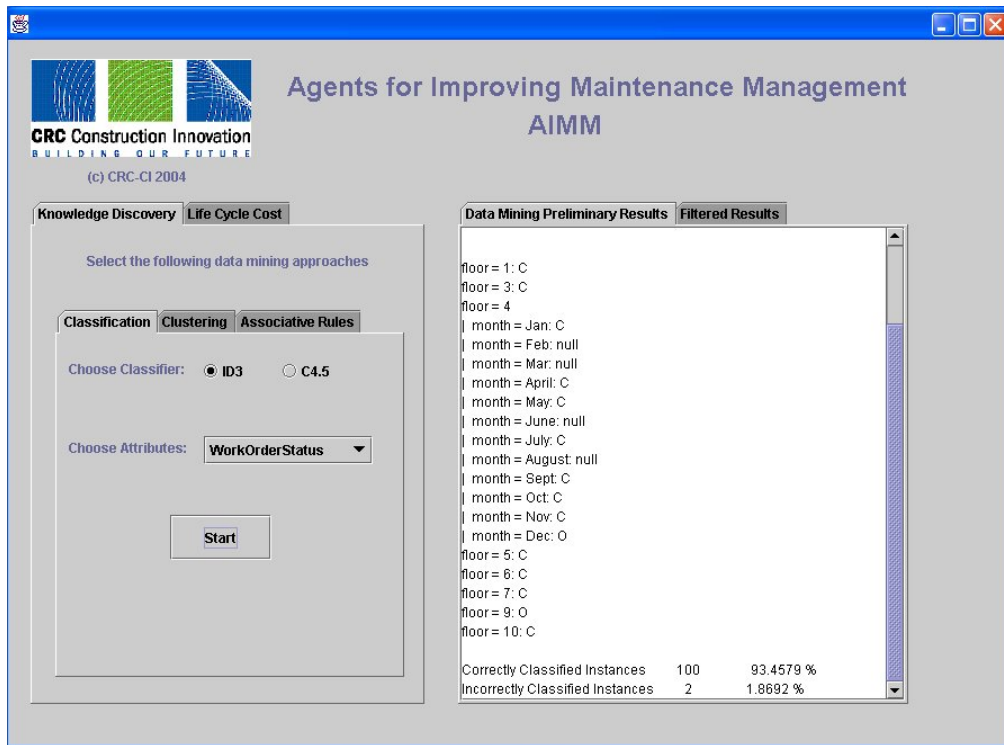 Agents for Improving Maintenance Management
AIMM
CRC Construction Innovation
BUILDING OUR FUTURE
(c) CRC-CI 2004
Knowledge Discovery Life Cycle Cost
Select the following data mining approaches
Classification Clustering Associative Rules
Choose Classifier: ID3 C4.5
Choose Attributes: WorkOrderStatus
Start
Data Mining Preliminary Results Filtered Results
floor = 1: C
floor = 3: C
floor = 4
| month = Jan: C
| month = Feb: null
| month = Mar: null
| month = April: C
| month = May: C
| month = June: null
| month = July: C
| month = August: null
| month = Sept: C
| month = Oct: C
| month = Nov: C
| month = Dec: O
floor = 5: C
floor = 6: C
floor = 7: C
floor = 9: O
floor = 10: C
Correctly Classified Instances 100 93.4579 %
Incorrectly Classified Instances 2 1.8692 %